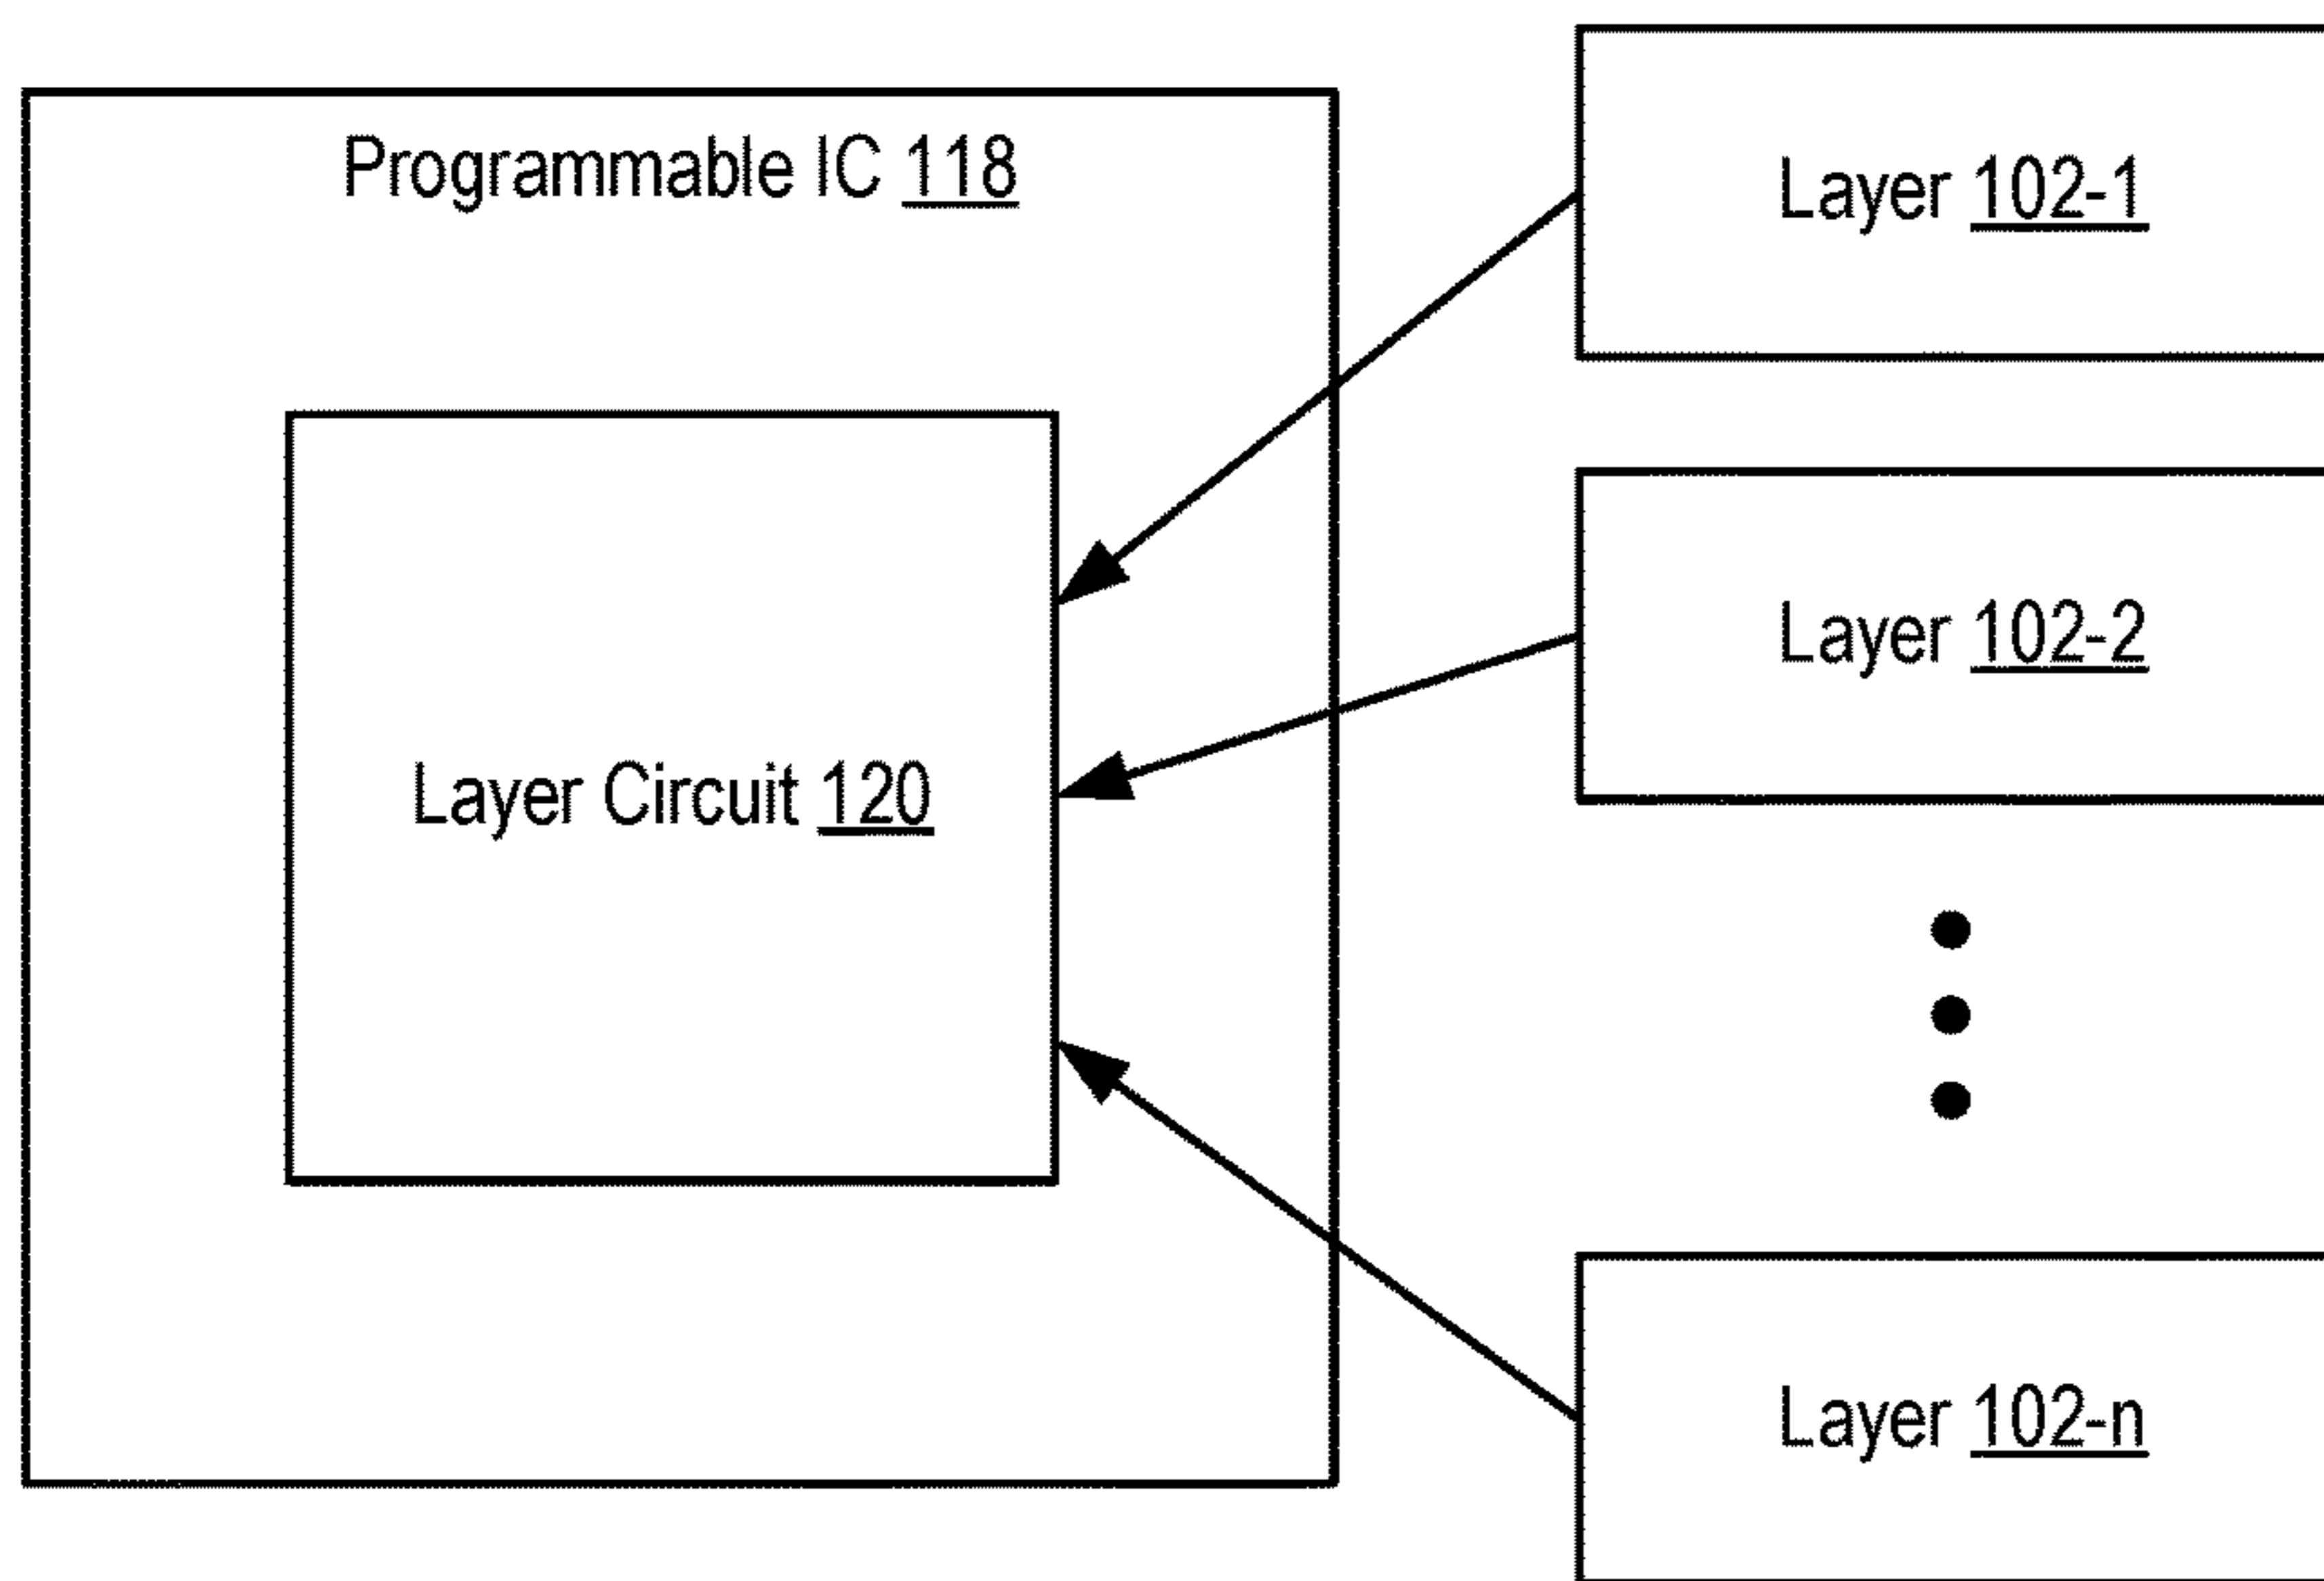 Programmable IC 118
Layer Circuit 120
Layer 102-1
Layer 102-2
Layer 102-n